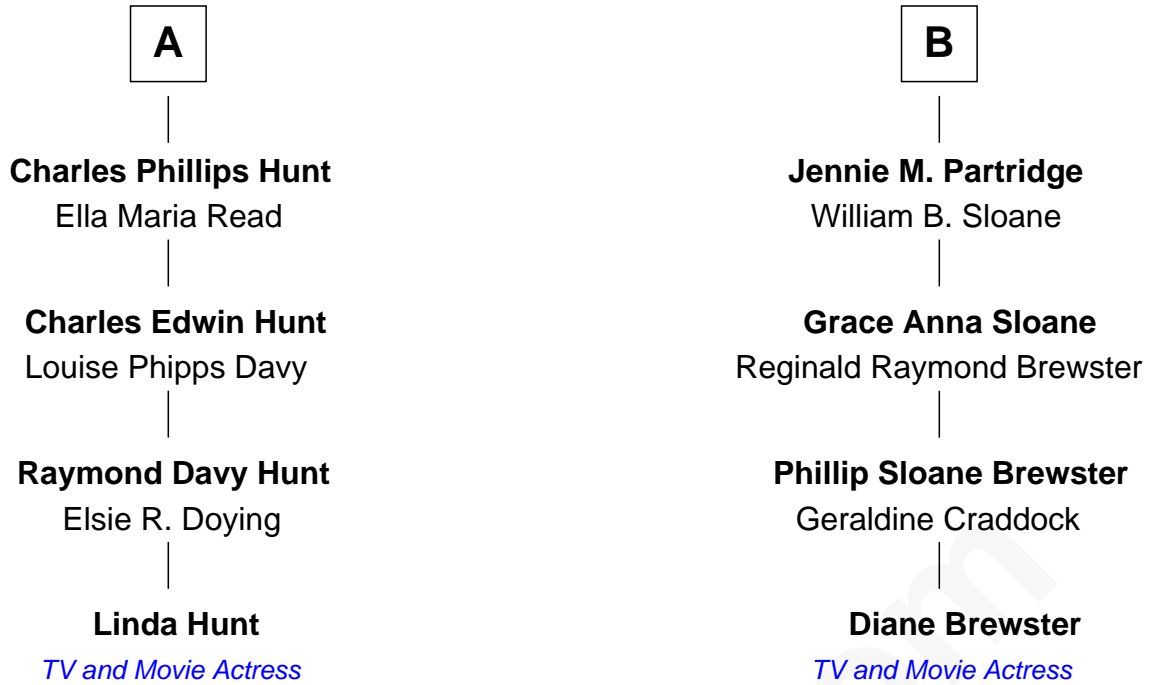 A
Charles Phillips Hunt
Ella Maria Read
Charles Edwin Hunt
Louise Phipps Davy
Raymond Davy Hunt
Elsie R. Doying
Linda Hunt
TV and Movie Actress
B
Jennie M. Partridge
William B. Sloane
Grace Anna Sloane
Reginald Raymond Brewster
Phillip Sloane Brewster
Geraldine Craddock
Diane Brewster
TV and Movie Actress